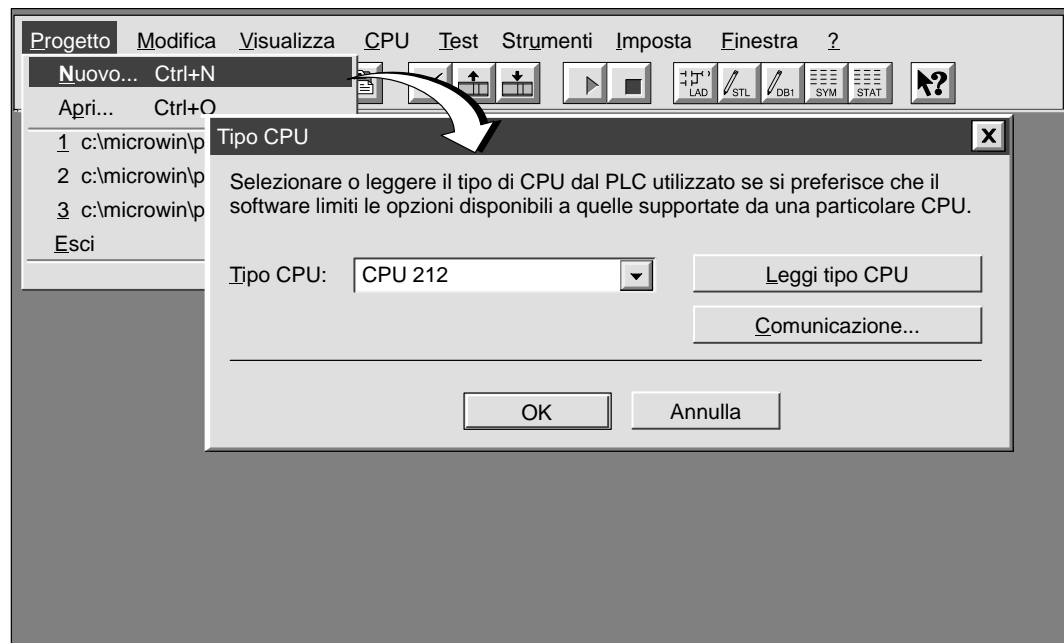 Progetto Modifica Visualizza CPU Test Strumenti Imposta Finestra ?
Nuovo... Ctrl+N
LAD STL DB1 SYM STAT
Apri... Ctrl+O
1 c:\microwin\p
2 c:\microwin\p
3 c:\microwin\p
Esci
Tipo CPU
Selezionare o leggere il tipo di CPU dal PLC utilizzato se si preferisce che il
software limiti le opzioni disponibili a quelle supportate da una particolare CPU.
Tipo CPU: CPU 212 Leggi tipo CPU
Comunicazione...
OK Annulla